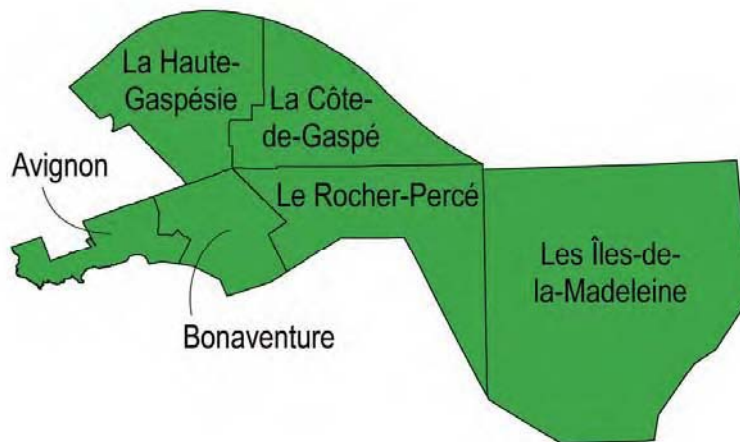 La Haute-
Gaspésie
La Côte-
de-Gaspé
Avignon
Le Rocher-Percé
Les Îles-de-
la-Madeleine
Bonaventure